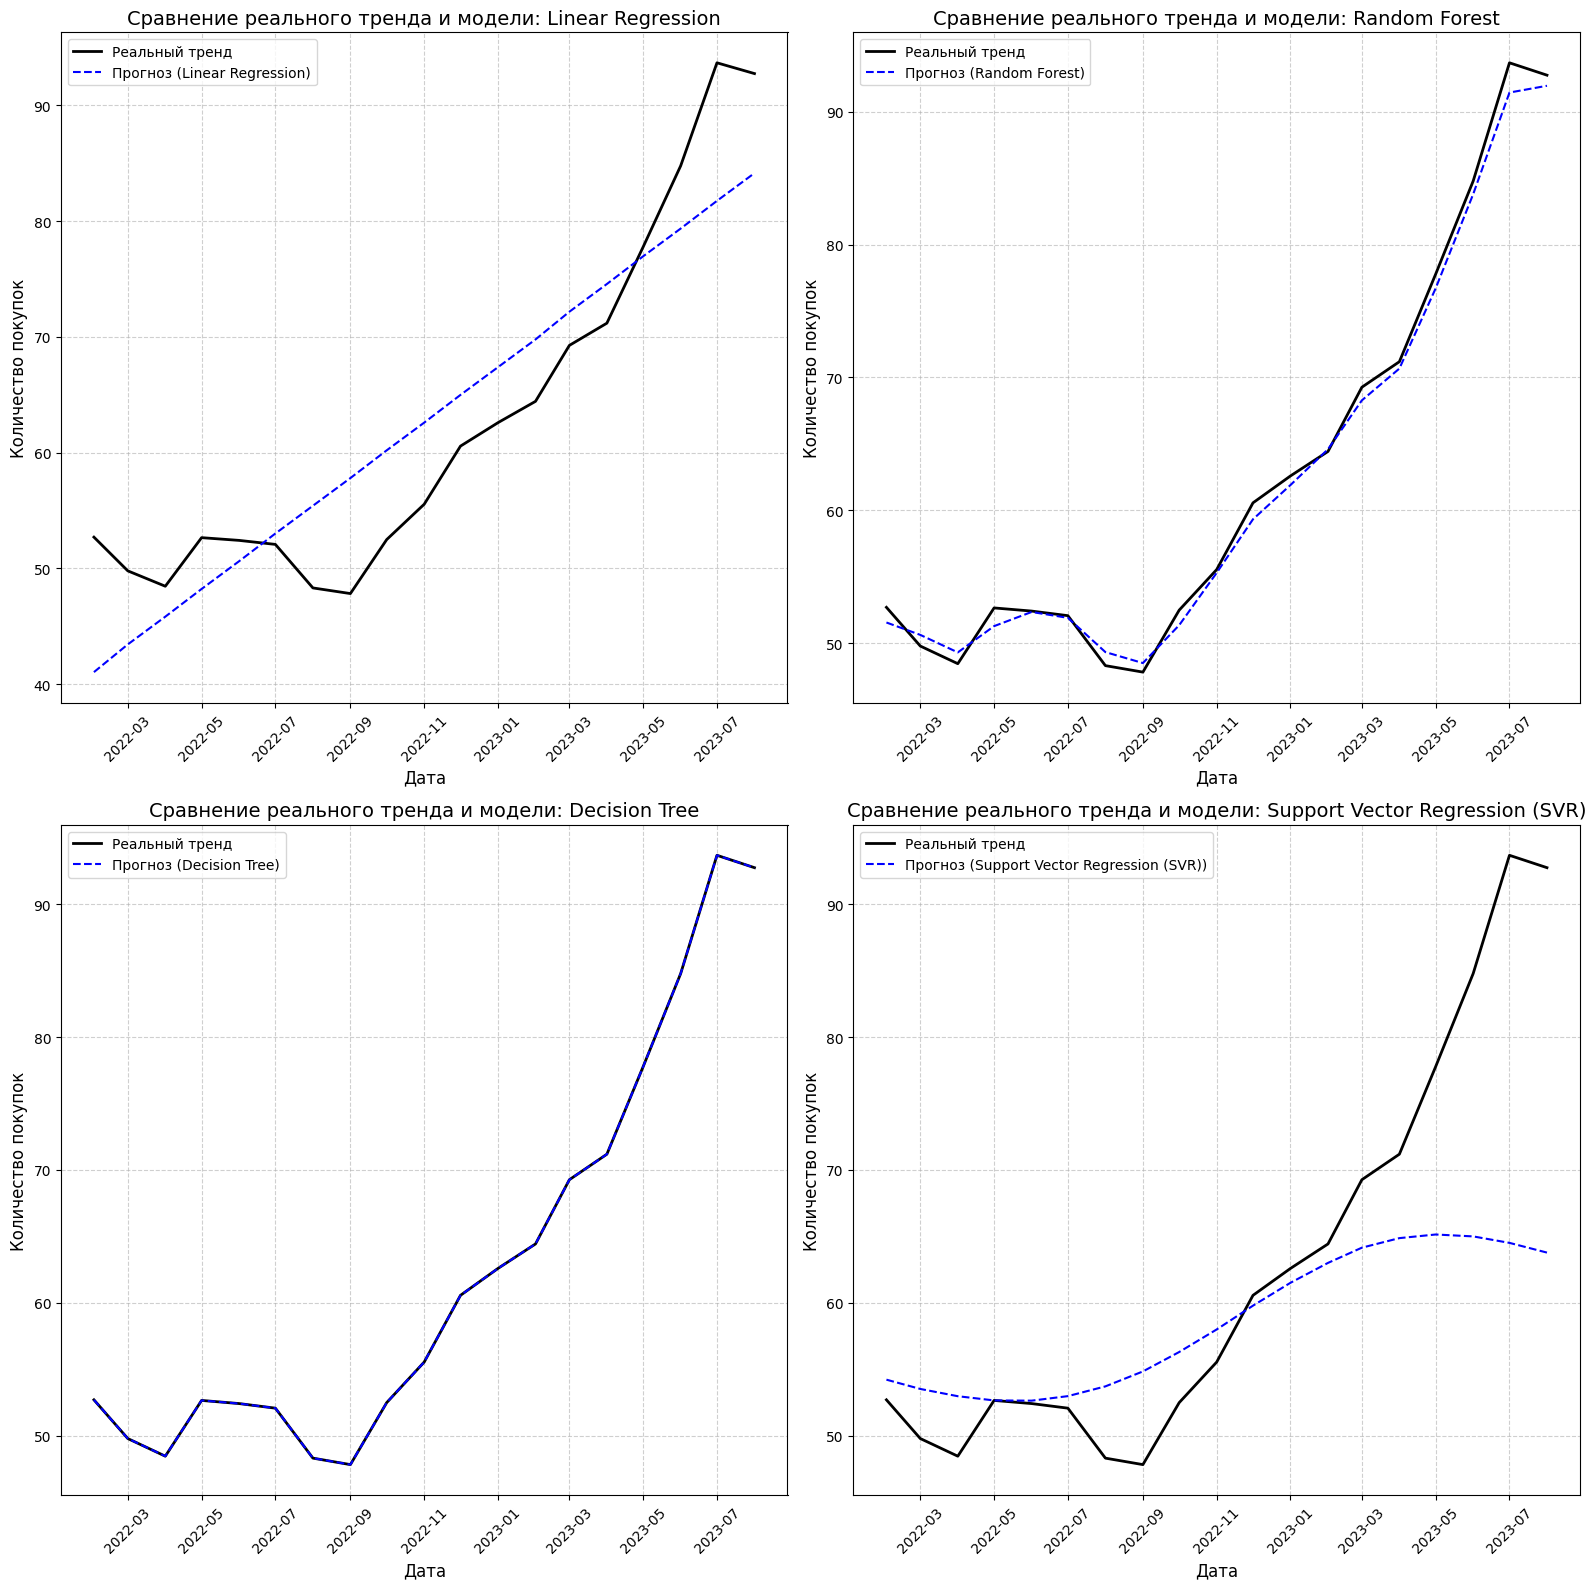 Сравнение реального тренда и модели: Linear Regression
Реальный тренд
Прогноз (Linear Regression)
Количество покупок
90
80
70
60
50
40
2022-03
2022-05
2022-07
2022-09
2022-11
2023-01
2023-03
2023-05
2023-07
Дата
Сравнение реального тренда и модели: Random Forest
Реальный тренд
Прогноз (Random Forest)
Количество покупок
90
80
70
60
50
2022-03
2022-05
2022-07
2022-09
2022-11
2023-01
2023-03
2023-05
2023-07
Дата
Сравнение реального тренда и модели: Decision Tree
Реальный тренд
Прогноз (Decision Tree)
Количество покупок
90
80
70
60
50
2022-03
2022-05
2022-07
2022-09
2022-11
2023-01
2023-03
2023-05
2023-07
Дата
Сравнение реального тренда и модели: Support Vector Regression (SVR)
Реальный тренд
Прогноз (Support Vector Regression (SVR))
Количество покупок
90
80
70
60
50
2022-03
2022-05
2022-07
2022-09
2022-11
2023-01
2023-03
2023-05
2023-07
Дата